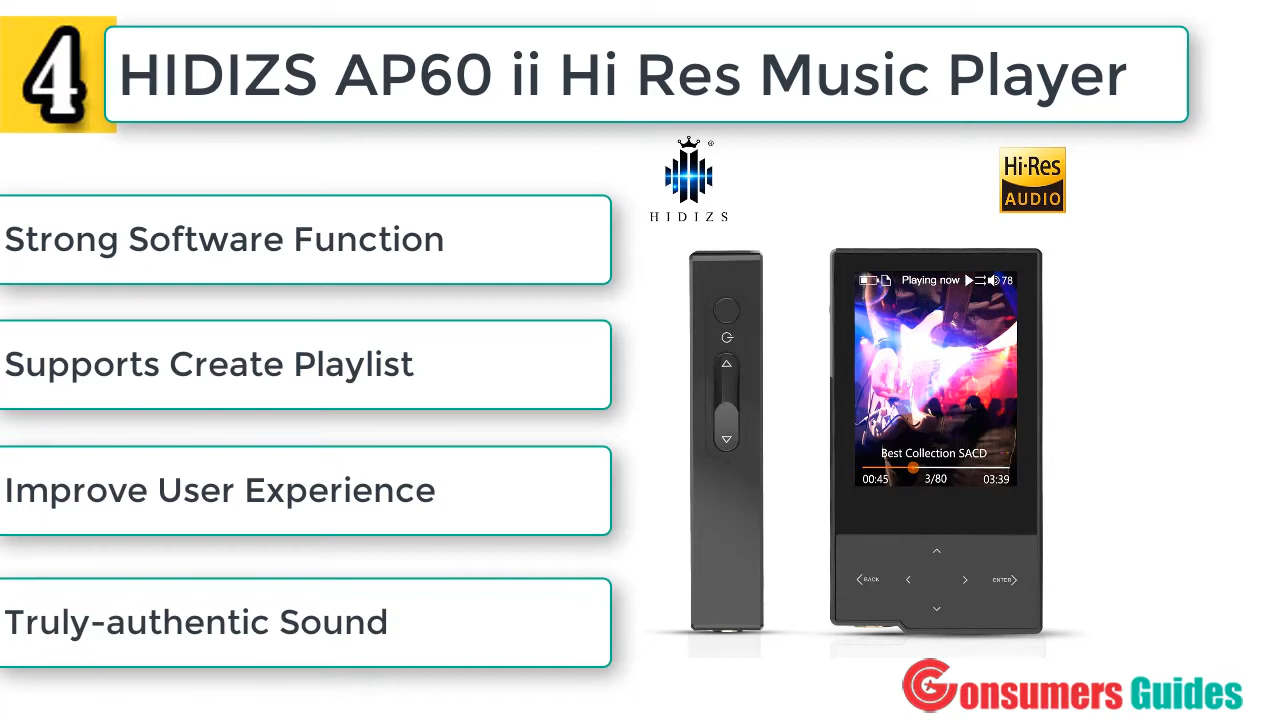 4
HIDIZS AP60 ii Hi Res Music Player
®
HIDIZS
Hi-Res
AUDIO
Strong Software Function
Supports Create Playlist
Improve User Experience
Truly-authentic Sound
Playing now 78
Best Collection SACD
00:45 3/80 03:39
BACK ENTER
Consumers Guides